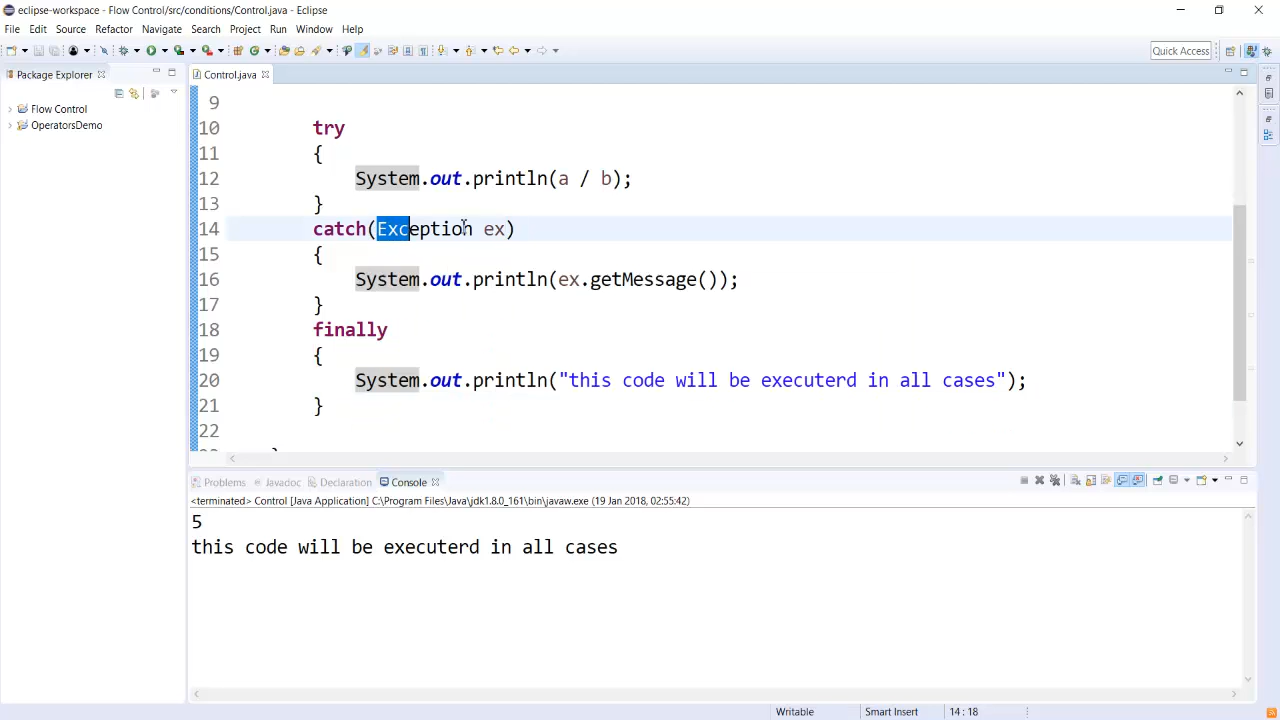 eclipse-workspace - Flow Control/src/conditions/Control.java - Eclipse
File Edit Source Refactor Navigate Search Project Run Window Help
Quick Access
Package Explorer
Control.java
Flow Control
OperatorsDemo
9
10 try
11 {
12 System.out.println(a / b);
13 }
14 catch(Exception ex)
15 {
16 System.out.println(ex.getMessage());
17 }
18 finally
19 {
20 System.out.println("this code will be executerd in all cases");
21 }
22
Problems Javadoc Declaration Console
<terminated> Control [Java Application] C:\Program Files\Java\jdk1.8.0_161\bin\javaw.exe (19 Jan 2018, 02:55:42)
5
this code will be executerd in all cases
Writable Smart Insert 14 : 18